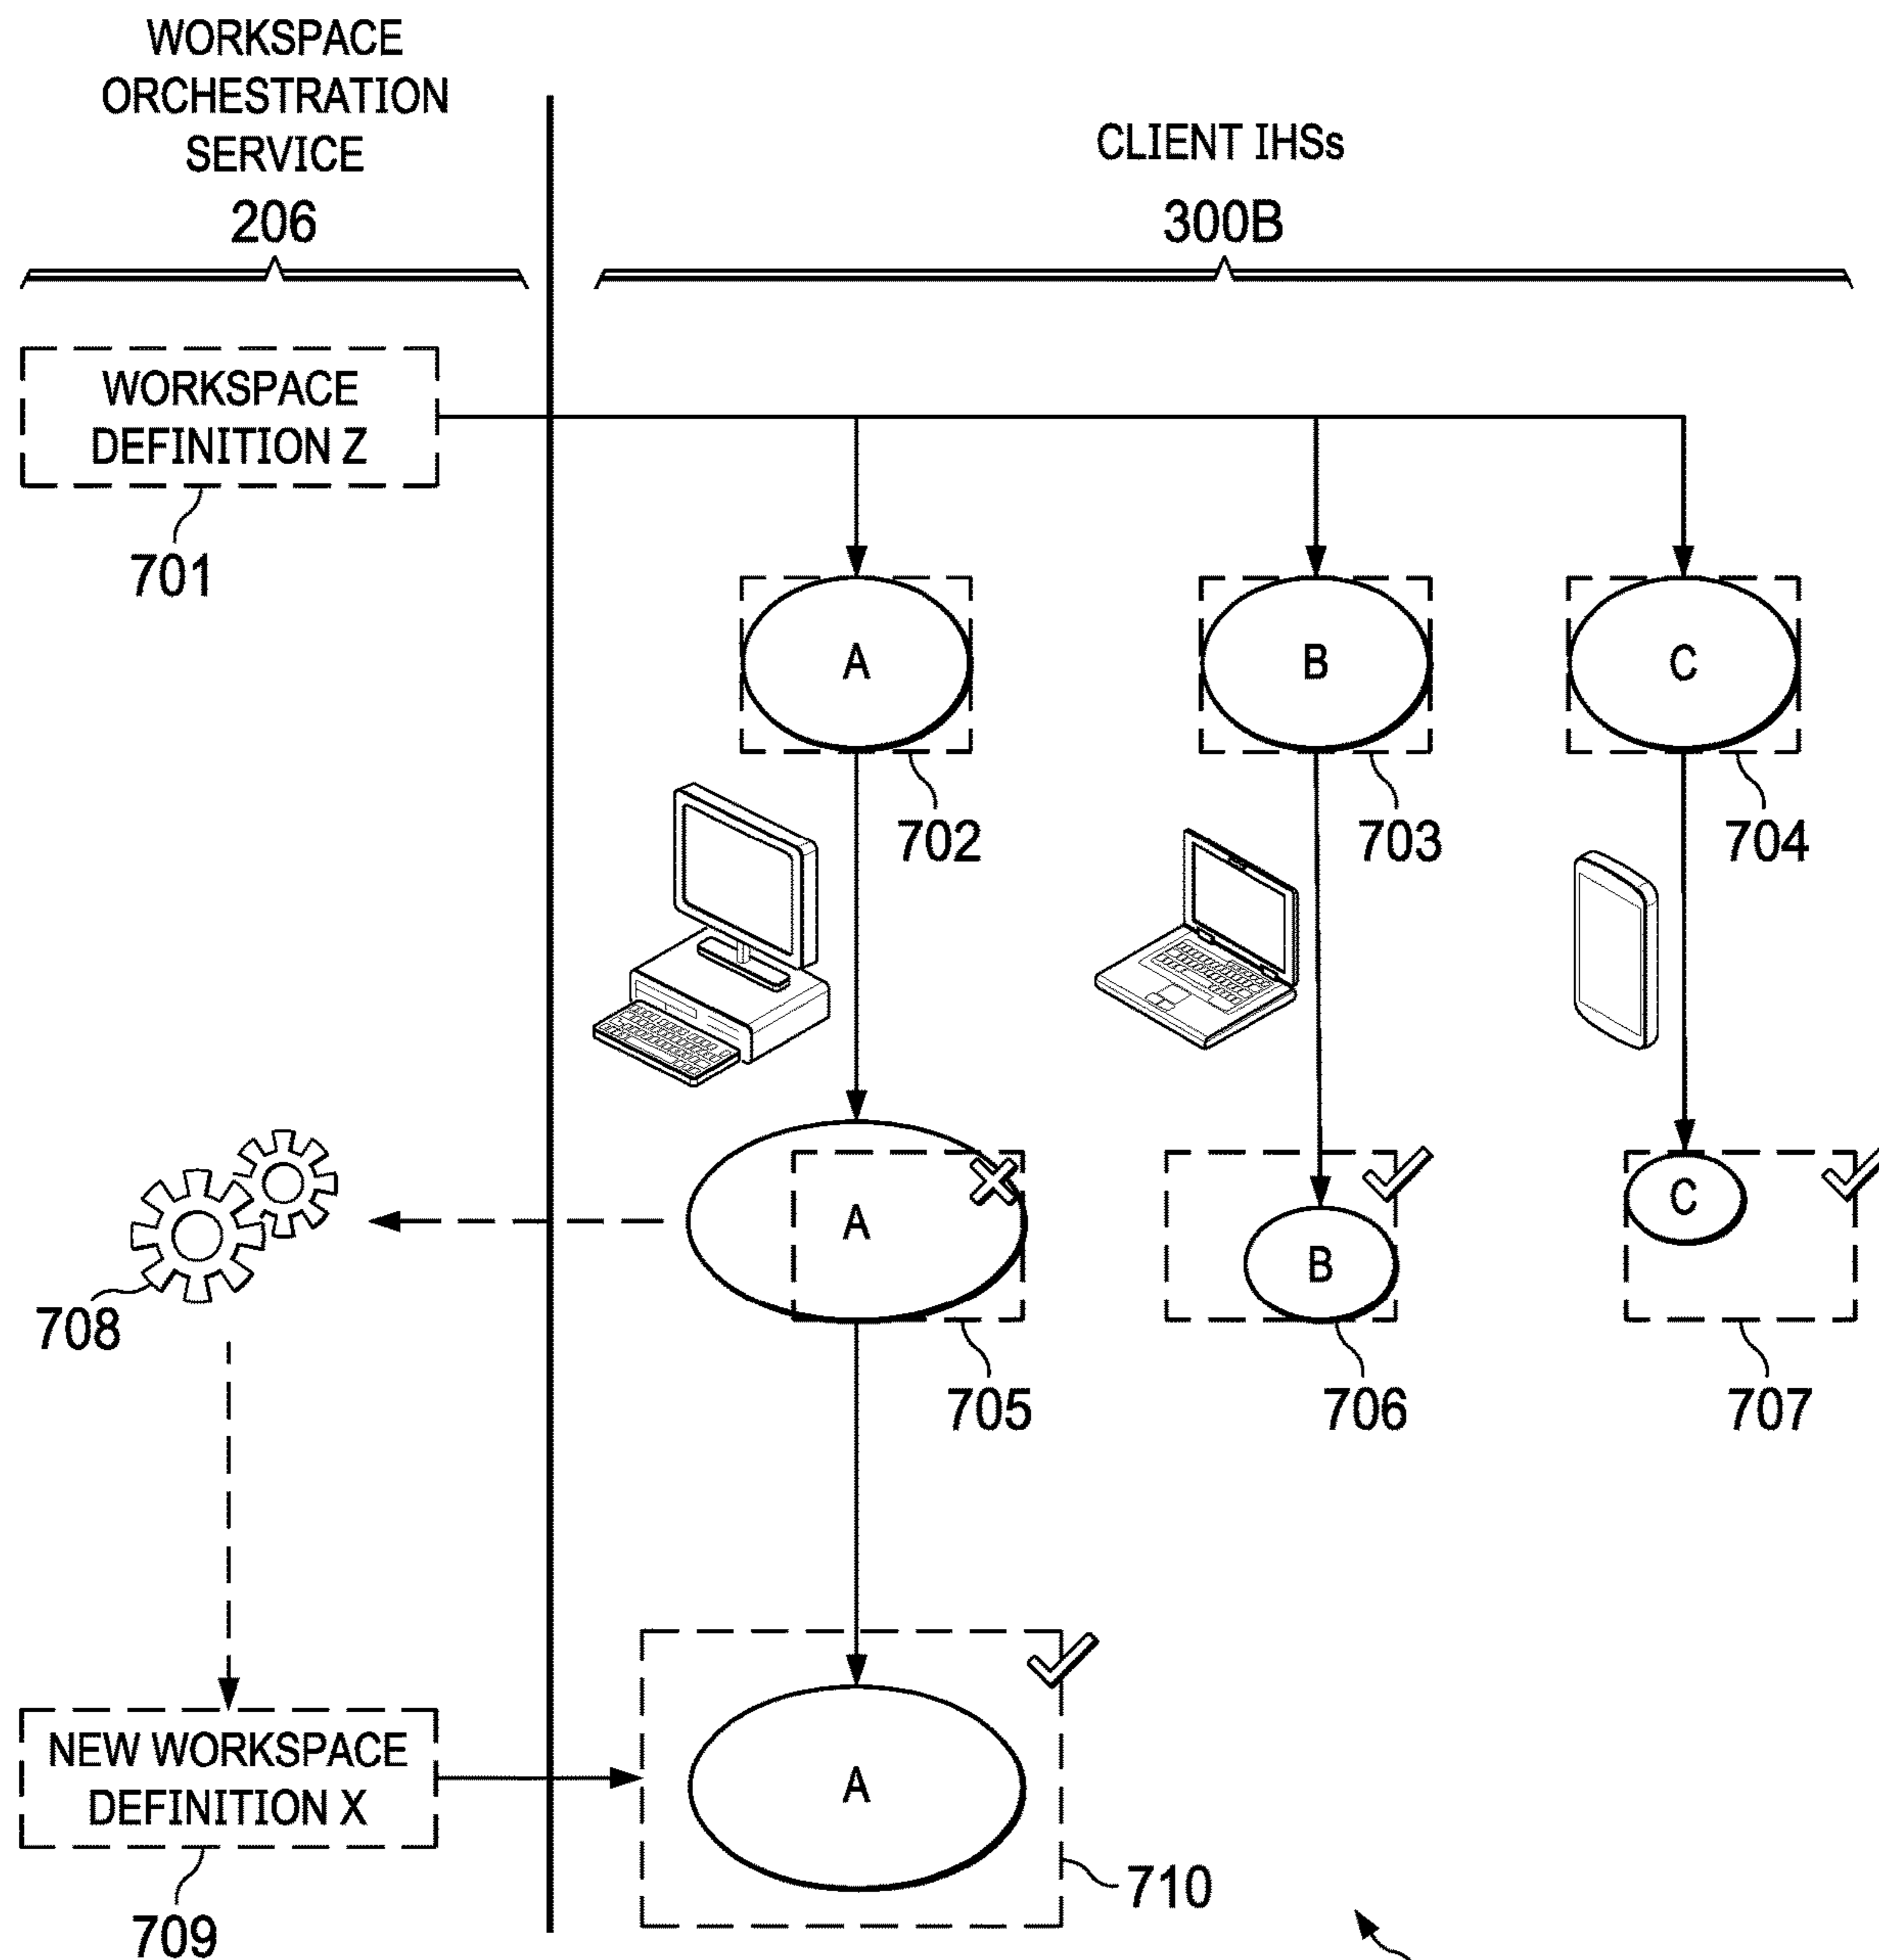 WORKSPACE
ORCHESTRATION
SERVICE
206
CLIENT IHSs
300B
WORKSPACE
DEFINITION Z
701
A
B
C
702
703
704
A
B
C
705
706
707
708
NEW WORKSPACE
DEFINITION X
709
A
710